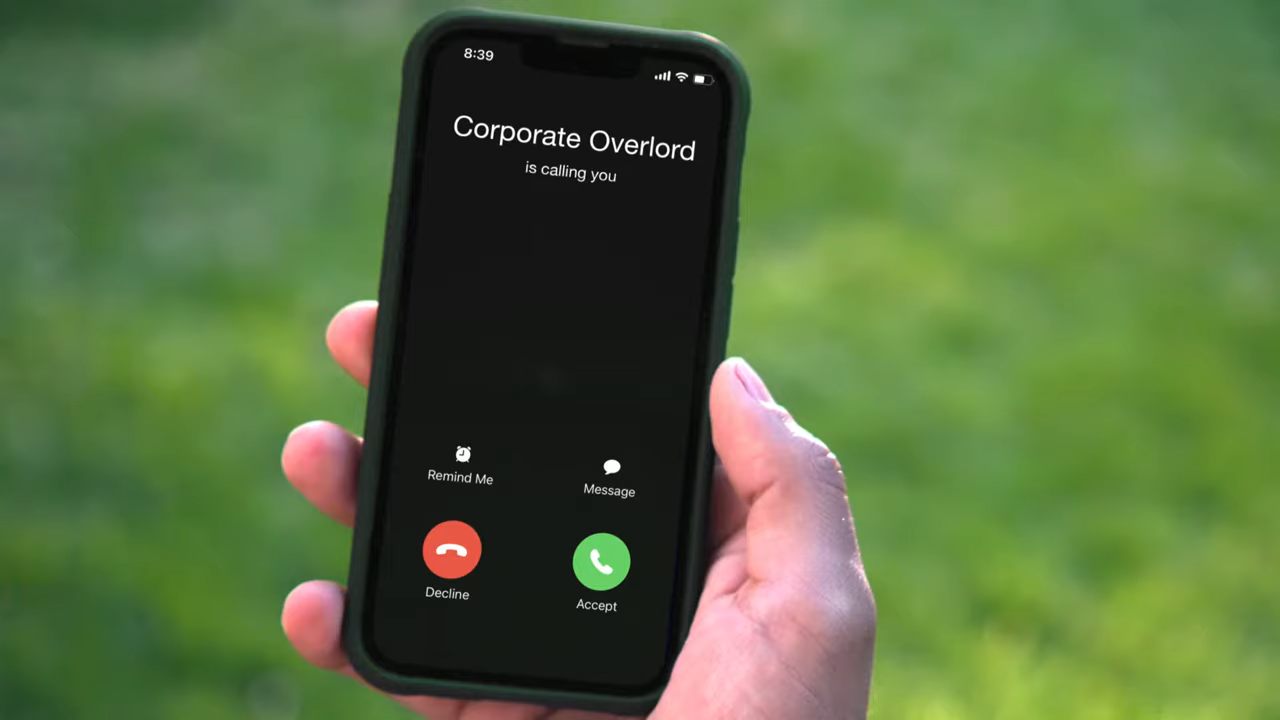 8:39
Corporate Overlord
is calling you
Remind Me
Message
Decline
Accept